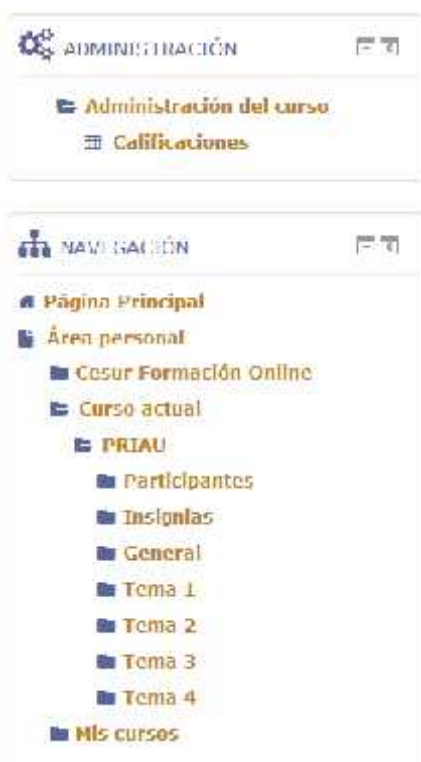 ADMINISTRACIÓN
Administración del curso
Calificaciones
NAVEGACIÓN
Página Principal
Área personal
Cesur Formación Online
Curso actual
PRIAU
Participantes
Insignias
General
Tema 1
Tema 2
Tema 3
Tema 4
Mis cursos